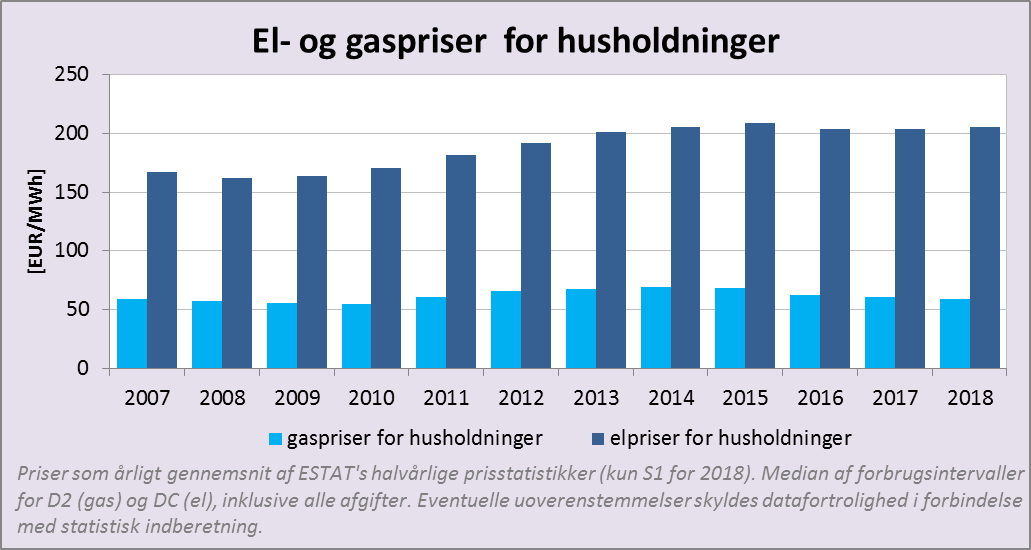 El- og gaspriser  for husholdninger
250
200
150
100
50
0
[EUR/MWh]
2007 2008 2009 2010 2011 2012 2013 2014 2015 2016 2017 2018
gaspriser for husholdninger elpriser for husholdninger
Priser som årligt gennemsnit af ESTAT's halvårlige prisstatistikker (kun S1 for 2018). Median af forbrugsintervaller
for D2 (gas) og DC (el), inklusive alle afgifter. Eventuelle uoverenstemmelser skyldes datafortrolighed i forbindelse
med statistisk indberetning.